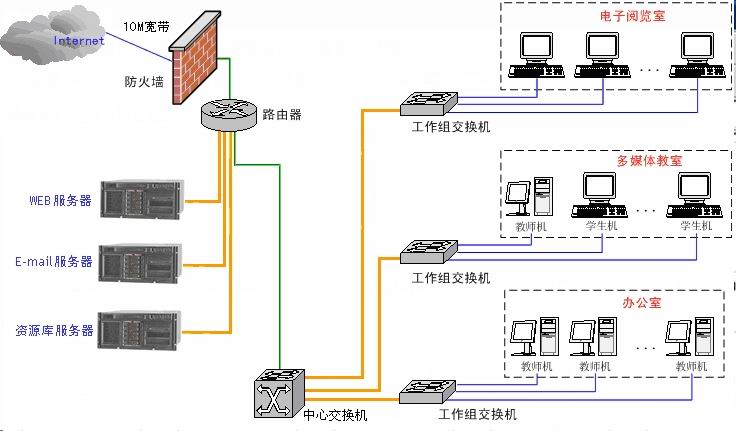 10M宽带
Internet
防火墙
路由器
WEB服务器
E-mail服务器
资源库服务器
中心交换机
电子阅览室
...
工作组交换机
多媒体教室
...
教师机
学生机
学生机
工作组交换机
办公室
...
教师机
教师机
教师机
工作组交换机